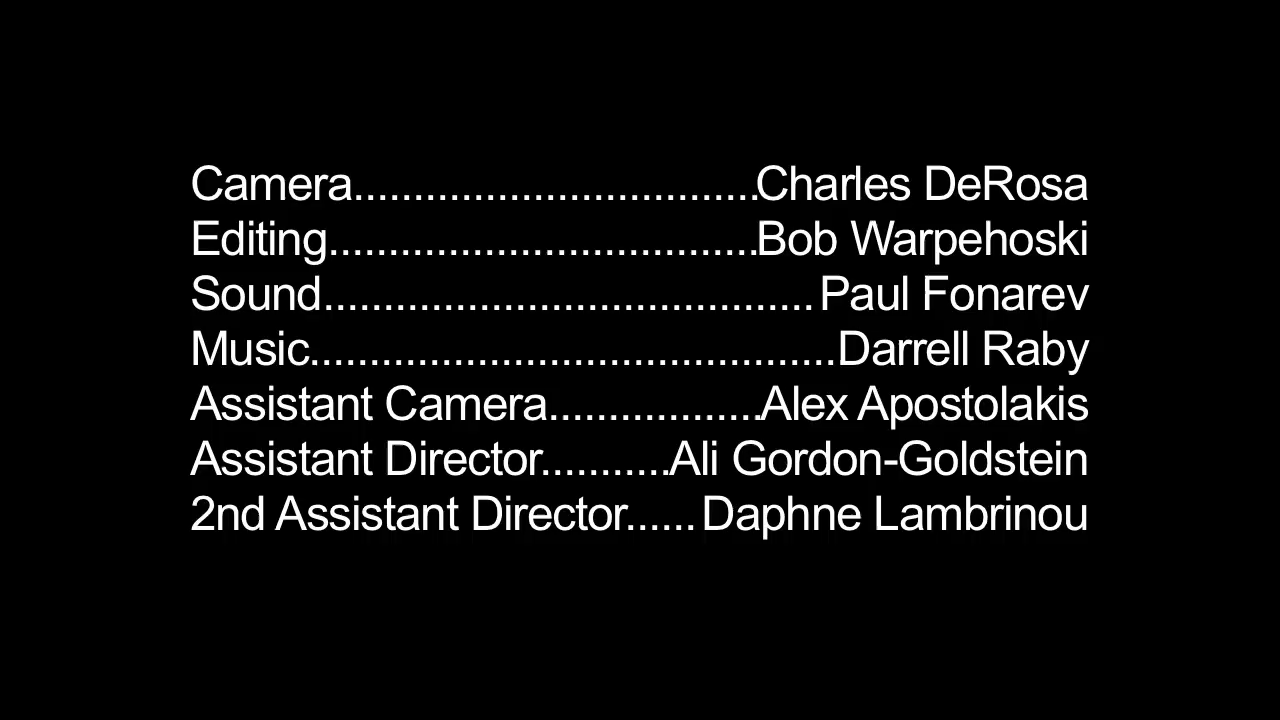 Camera..................................Charles DeRosa
Editing....................................Bob Warpehoski
Sound......................................... Paul Fonarev
Music............................................Darrell Raby
Assistant Camera..................Alex Apostolakis
Assistant Director...........Ali Gordon-Goldstein
2nd Assistant Director...... Daphne Lambrinou